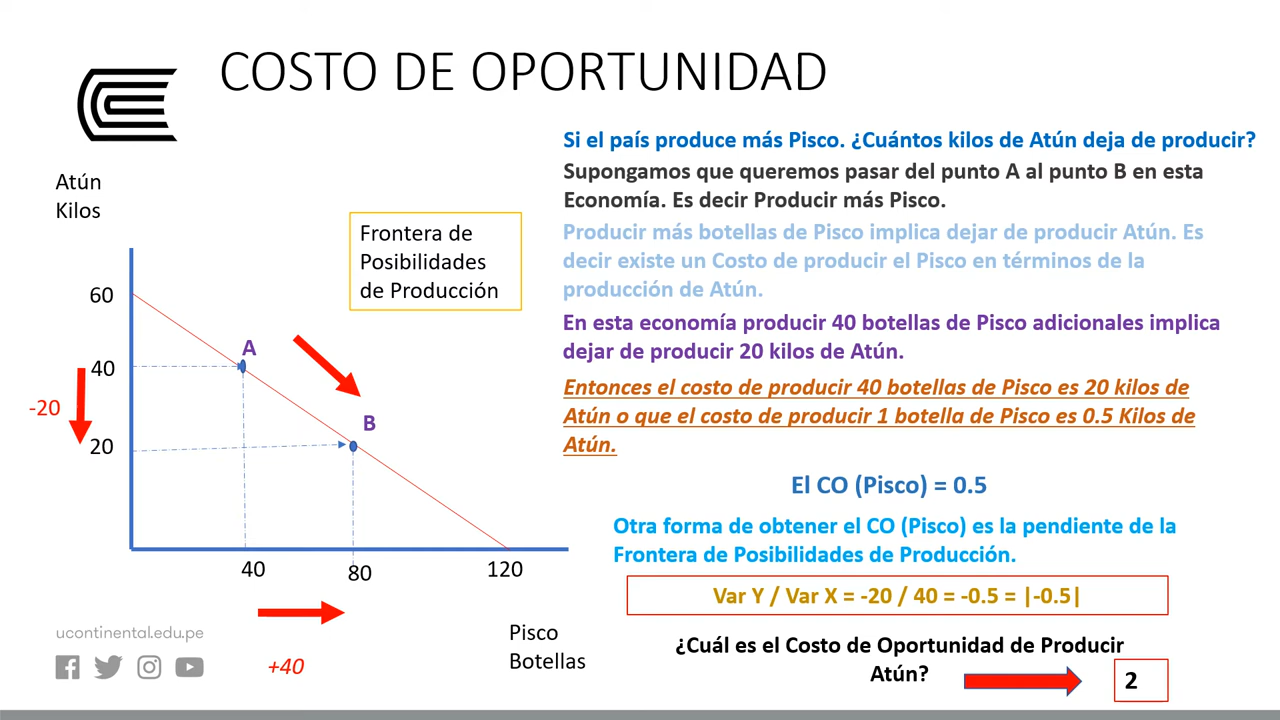 COSTO DE OPORTUNIDAD
Si el país produce más Pisco. ¿Cuántos kilos de Atún deja de producir?
Supongamos que queremos pasar del punto A al punto B en esta
Economía. Es decir Producir más Pisco.
Producir más botellas de Pisco implica dejar de producir Atún. Es
decir existe un Costo de producir el Pisco en términos de la
producción de Atún.
En esta economía producir 40 botellas de Pisco adicionales implica
dejar de producir 20 kilos de Atún.
Entonces el costo de producir 40 botellas de Pisco es 20 kilos de
Atún o que el costo de producir 1 botella de Pisco es 0.5 Kilos de
Atún.
El CO (Pisco) = 0.5
Otra forma de obtener el CO (Pisco) es la pendiente de la
Frontera de Posibilidades de Producción.
Var Y / Var X = -20 / 40 = -0.5 = |-0.5|
¿Cuál es el Costo de Oportunidad de Producir
Atún?
2
Atún
Kilos
Frontera de
Posibilidades
de Producción
60
A
40
-20
B
20
40
80
120
Pisco
Botellas
+40
ucontinental.edu.pe